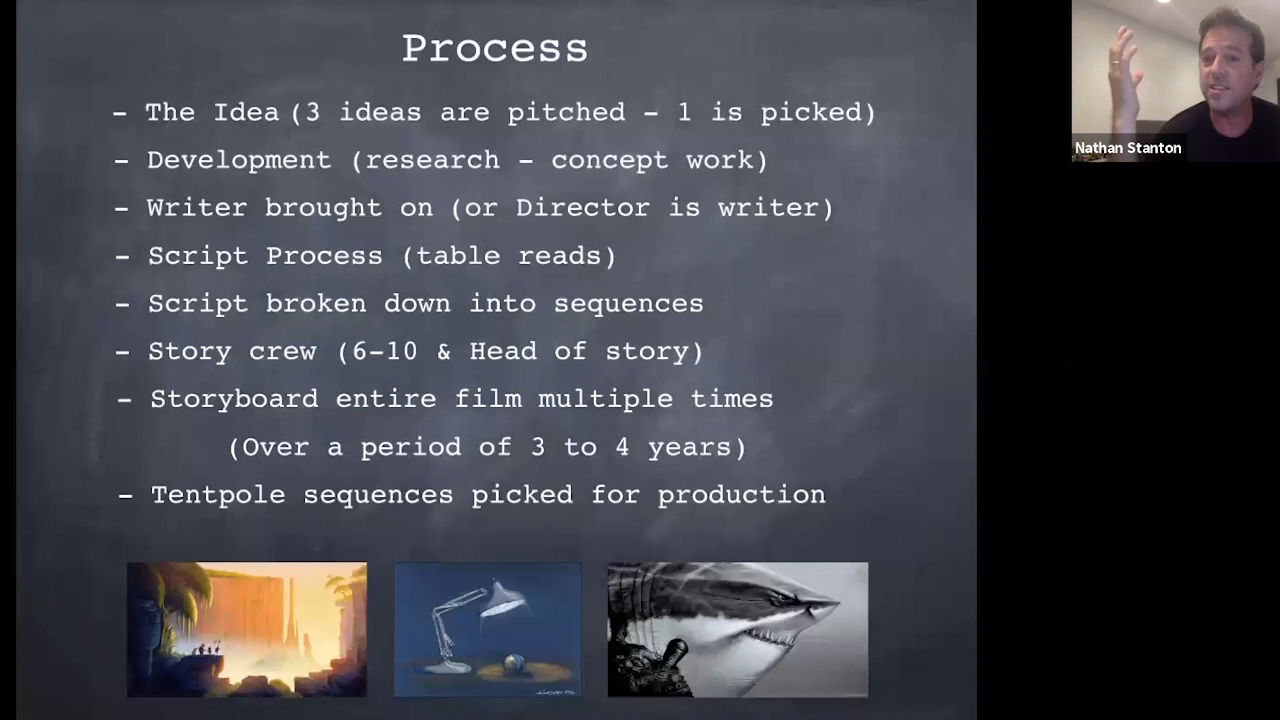 Process
- The Idea (3 ideas are pitched - 1 is picked)
- Development (research - concept work)
- Writer brought on (or Director is writer)
- Script Process (table reads)
- Script broken down into sequences
- Story crew (6-10 & Head of story)
- Storyboard entire film multiple times
(Over a period of 3 to 4 years)
- Tentpole sequences picked for production
Nathan Stanton